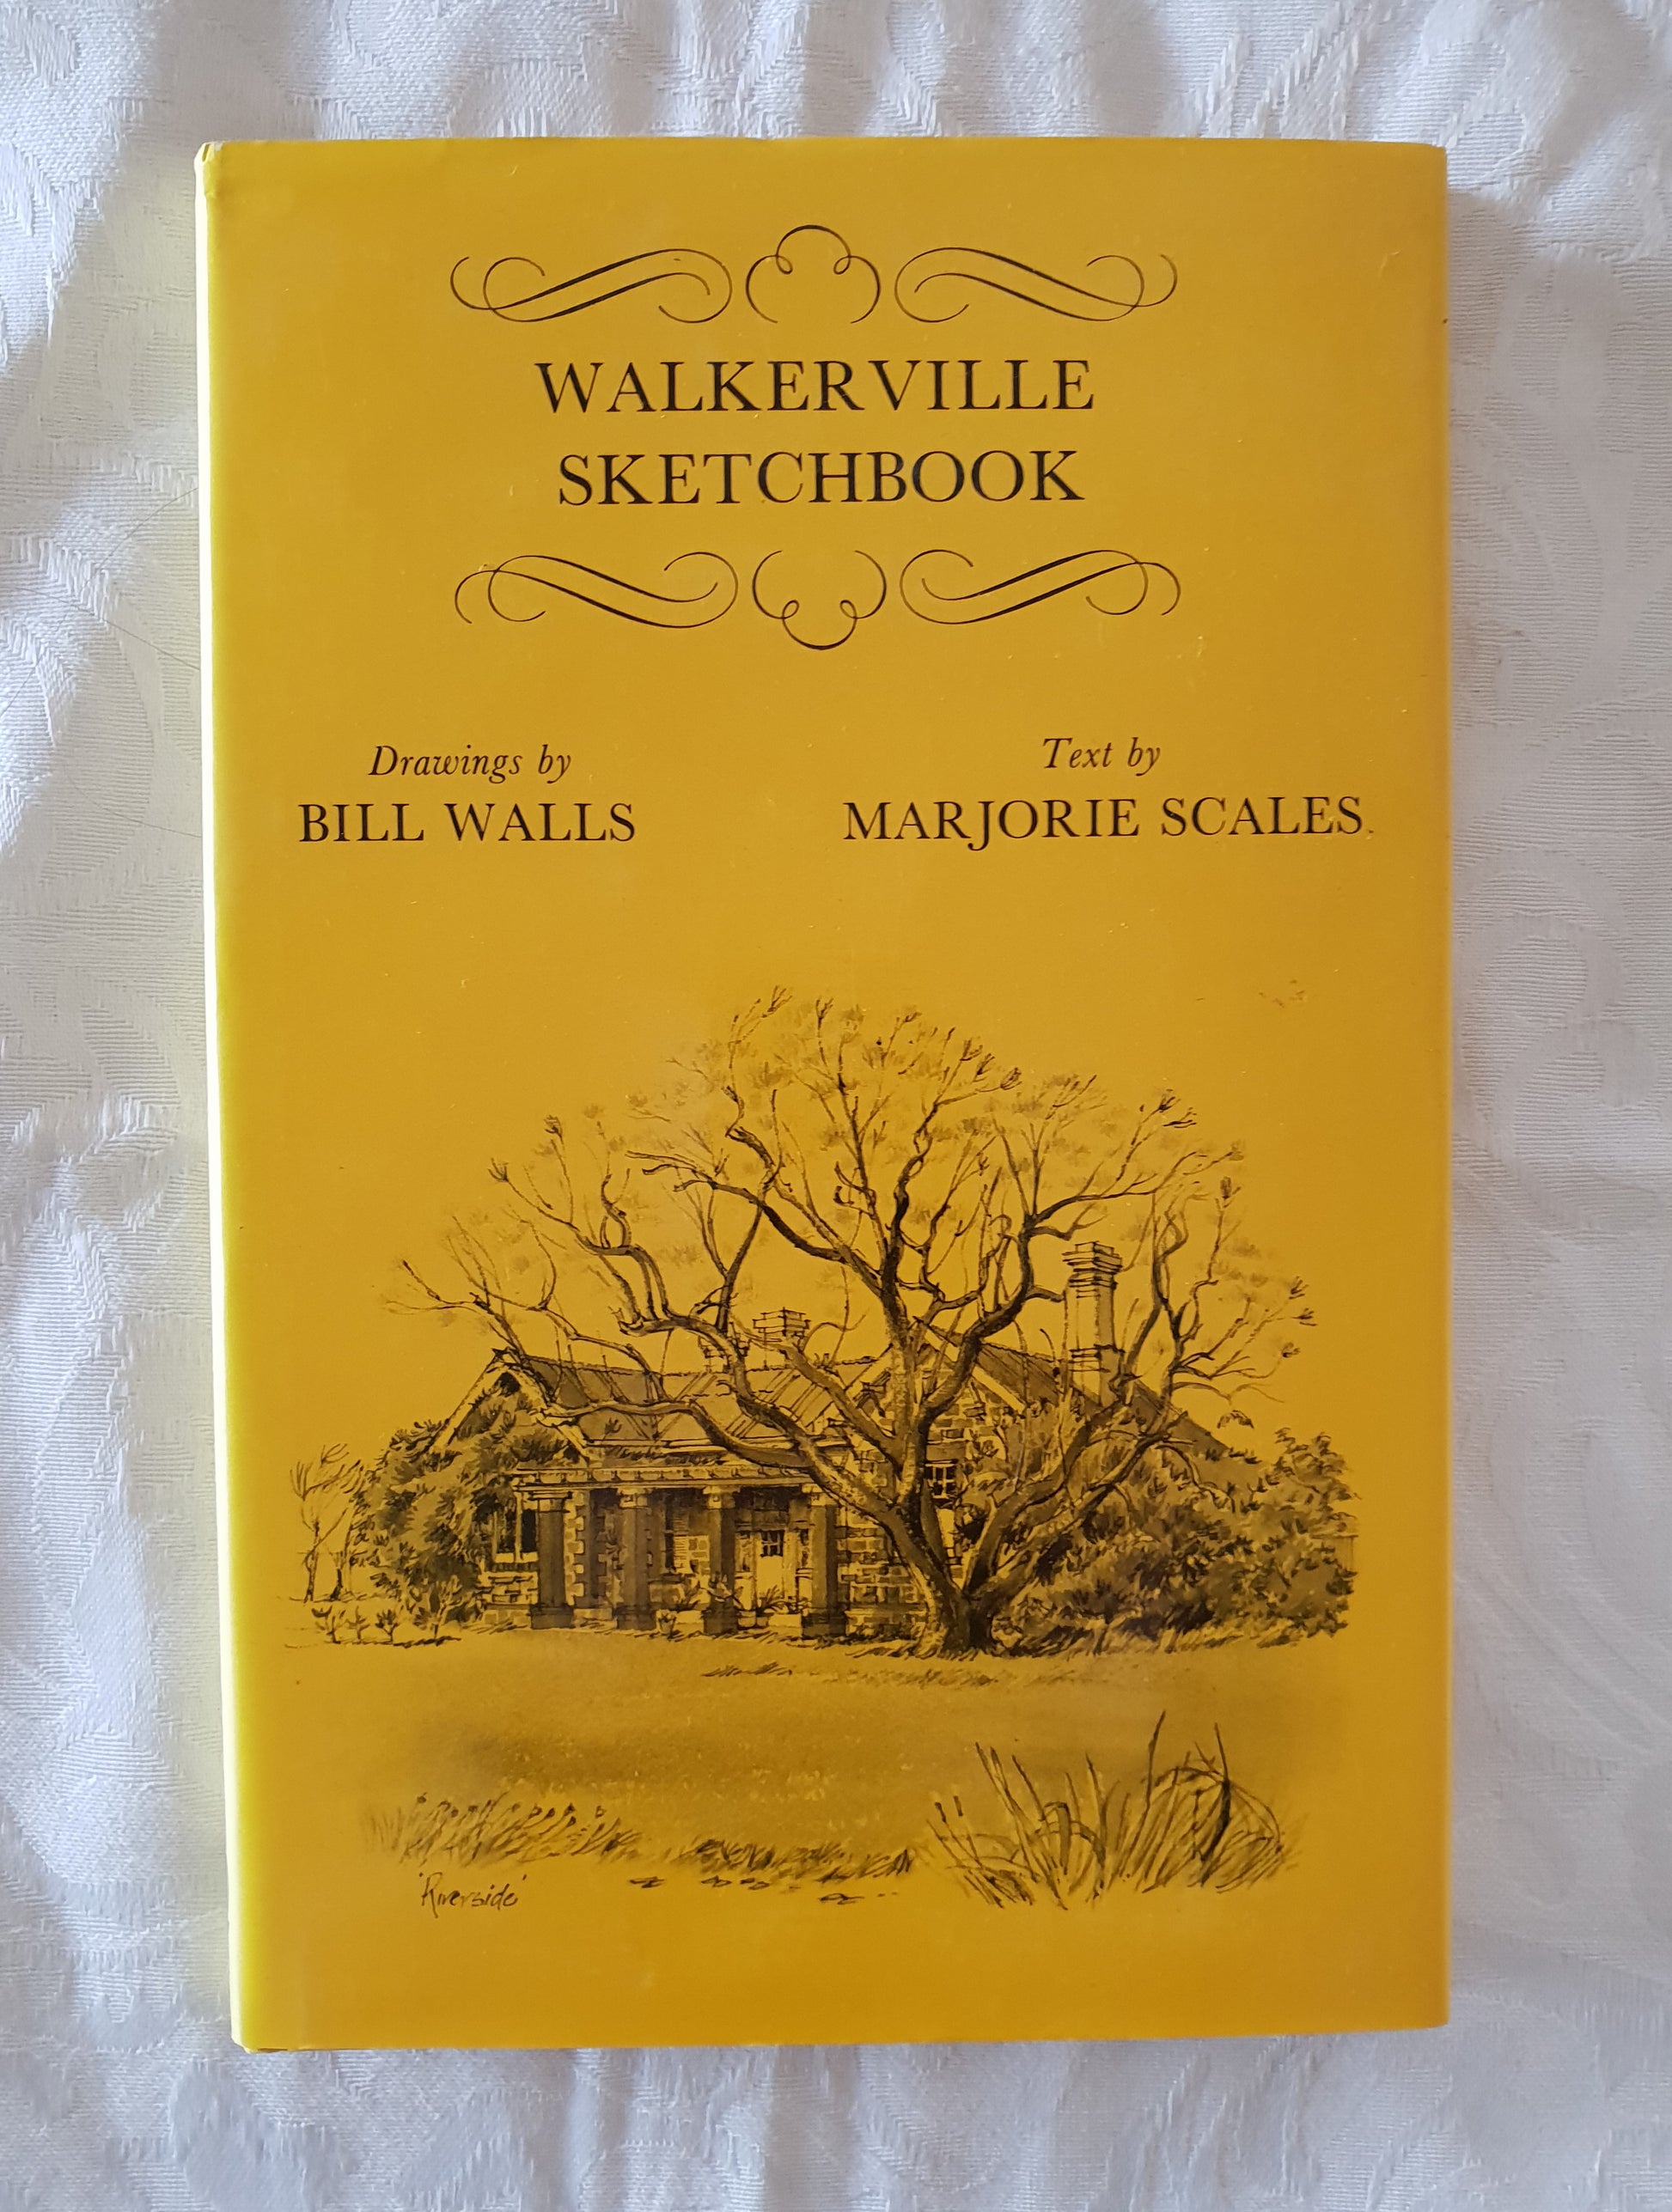 WALKERVILLE
SKETCHBOOK
Drawings by
BILL WALLS
Text by
MARJORIE SCALES
'Riverside'